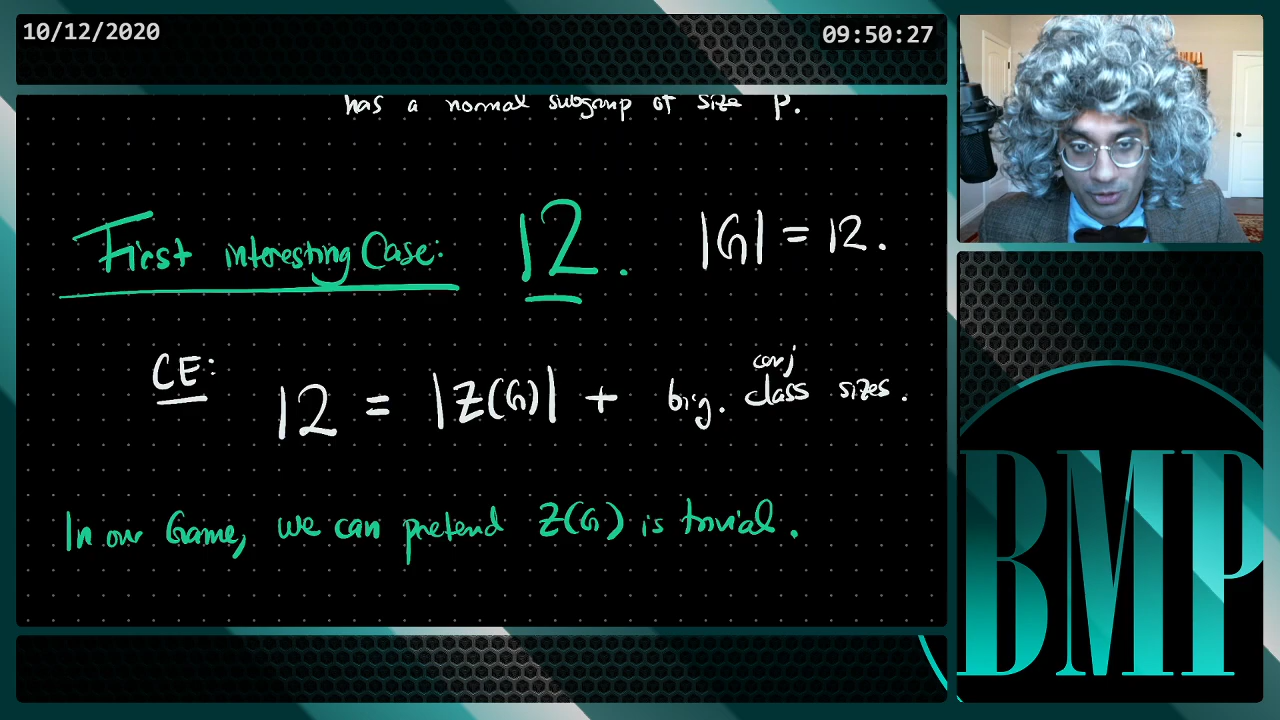 10/12/2020
09:50:27
has a normal subgroup of size p.
First interesting Case: 12. |G| = 12.
CE: 12 = |Z(G)| + big. conj class sizes.
In our Game, we can pretend Z(G) is trivial.
BMP